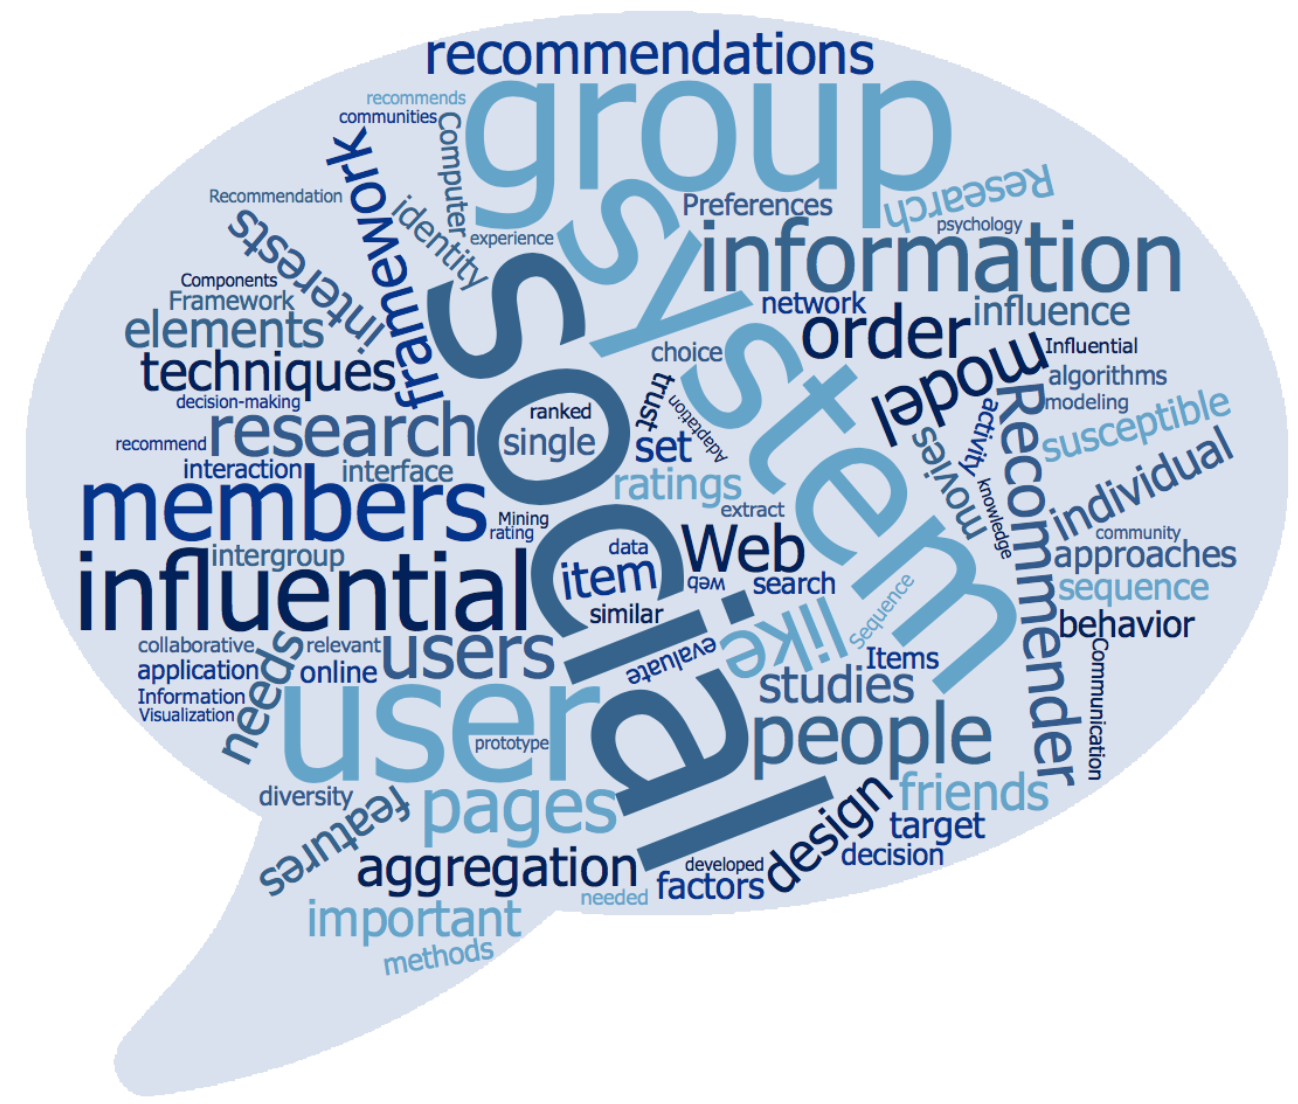 recommendations
group
recommends
communities
Computer
framework
Research
Recommendation
identity
Preferences
psychology
interests
experience
system
information
social
Components
Framework
network
influence
elements
order
model
Influential
choice
techniques
trust
Adaptation
algorithms
decision-making
modeling
ranked
activity
Recommender
susceptible
recommend
research
single
set
movies
individual
interaction
interface
ratings
knowledge
members
extract
Mining
rating
community
intergroup
data
Web
approaches
influential
item
web
search
sequence
Sequence
similar
like
behavior
collaborative
needs
relevant
users
evaluate
Items
Communication
application
online
studies
Information
user
people
Visualization
prototype
diversity
features
pages
design
friends
target
aggregation
developed
decision
factors
needed
important
methods